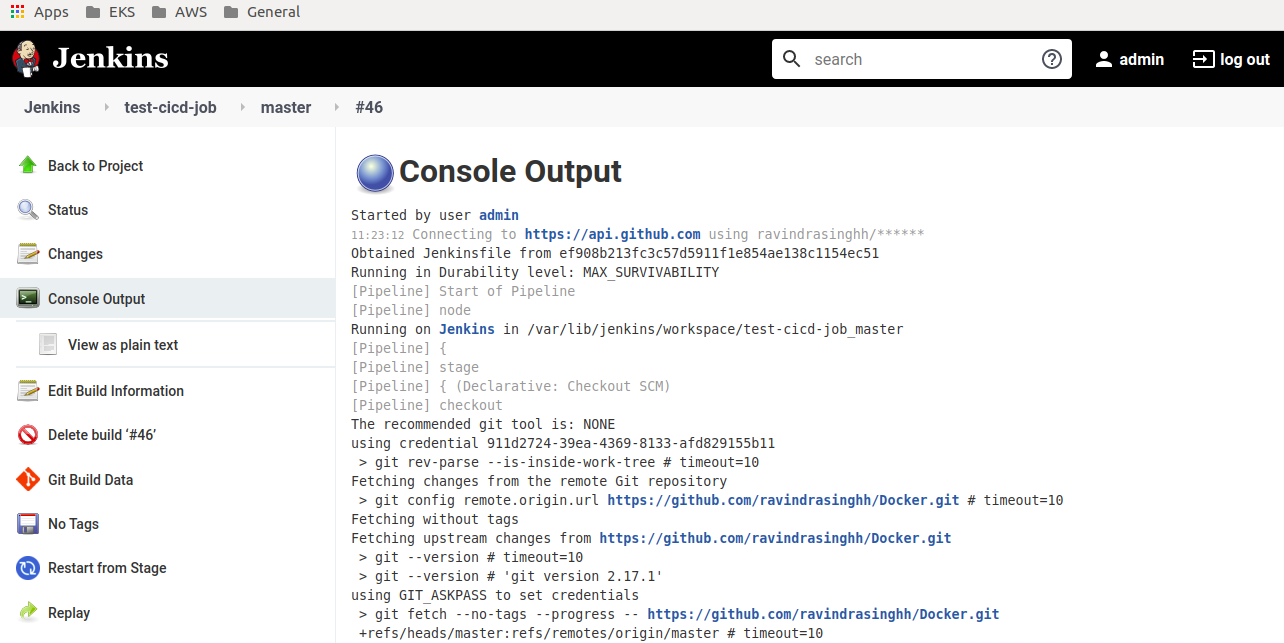 Apps EKS AWS General
Jenkins search admin log out
Jenkins test-cicd-job master #46
Back to Project
Status
Changes
Console Output
View as plain text
Edit Build Information
Delete build ‘#46’
Git Build Data
No Tags
Restart from Stage
Replay
Console Output
Started by user admin
11:23:12 Connecting to https://api.github.com using ravindrasinghh/******
Obtained Jenkinsfile from ef908b213fc3c57d5911f1e854ae138c1154ec51
Running in Durability level: MAX_SURVIVABILITY
[Pipeline] Start of Pipeline
[Pipeline] node
Running on Jenkins in /var/lib/jenkins/workspace/test-cicd-job_master
[Pipeline] {
[Pipeline] stage
[Pipeline] { (Declarative: Checkout SCM)
[Pipeline] checkout
The recommended git tool is: NONE
using credential 911d2724-39ea-4369-8133-afd829155b11
> git rev-parse --is-inside-work-tree # timeout=10
Fetching changes from the remote Git repository
> git config remote.origin.url https://github.com/ravindrasinghh/Docker.git # timeout=10
Fetching without tags
Fetching upstream changes from https://github.com/ravindrasinghh/Docker.git
> git --version # timeout=10
> git --version # 'git version 2.17.1'
using GIT_ASKPASS to set credentials
> git fetch --no-tags --progress -- https://github.com/ravindrasinghh/Docker.git
+refs/heads/master:refs/remotes/origin/master # timeout=10